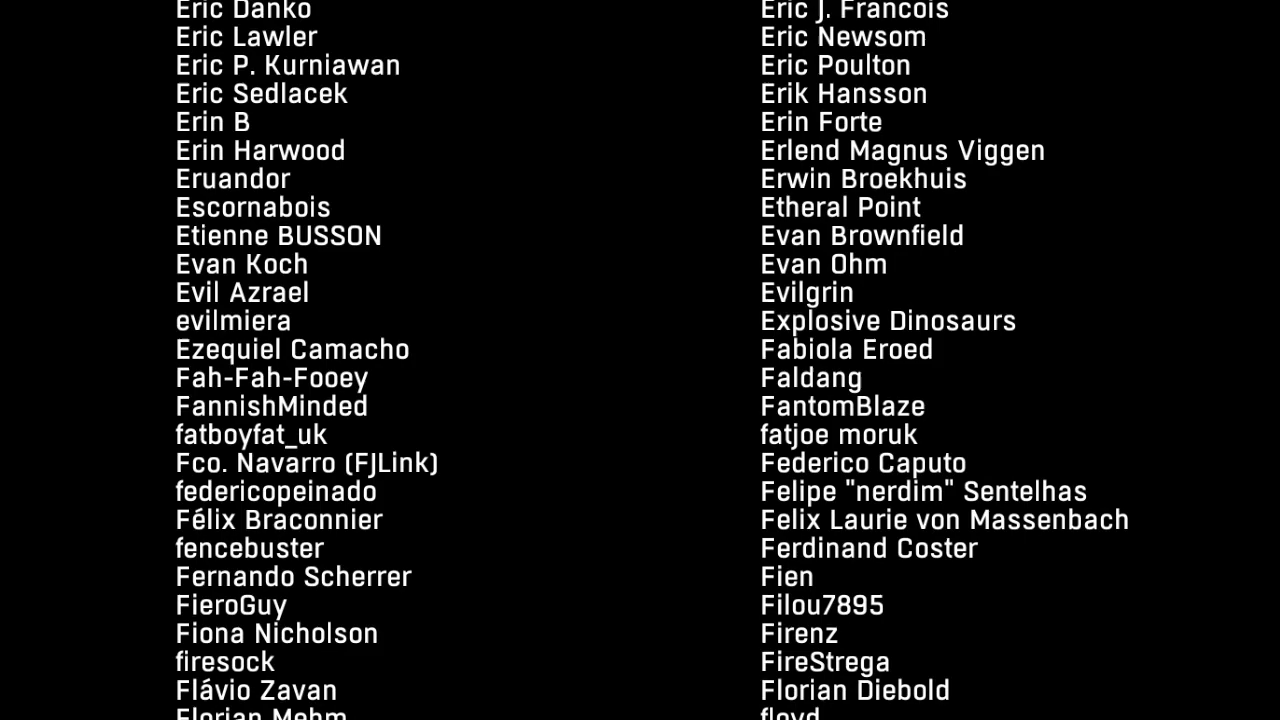 Eric Danko
Eric Lawler
Eric P. Kurniawan
Eric Sedlacek
Erin B
Erin Harwood
Eruandor
Escornabois
Etienne BUSSON
Evan Koch
Evil Azrael
evilmiera
Ezequiel Camacho
Fah-Fah-Fooey
FannishMinded
fatboyfat_uk
Fco. Navarro (FJLink)
federicopeinado
Félix Braconnier
fencebuster
Fernando Scherrer
FieroGuy
Fiona Nicholson
firesock
Flávio Zavan
Florian Mehm
Eric J. Francois
Eric Newsom
Eric Poulton
Erik Hansson
Erin Forte
Erlend Magnus Viggen
Erwin Broekhuis
Etheral Point
Evan Brownfield
Evan Ohm
Evilgrin
Explosive Dinosaurs
Fabiola Eroed
Faldang
FantomBlaze
fatjoe moruk
Federico Caputo
Felipe "nerdim" Sentelhas
Felix Laurie von Massenbach
Ferdinand Coster
Fien
Filou7895
Firenz
FireStrega
Florian Diebold
floyd